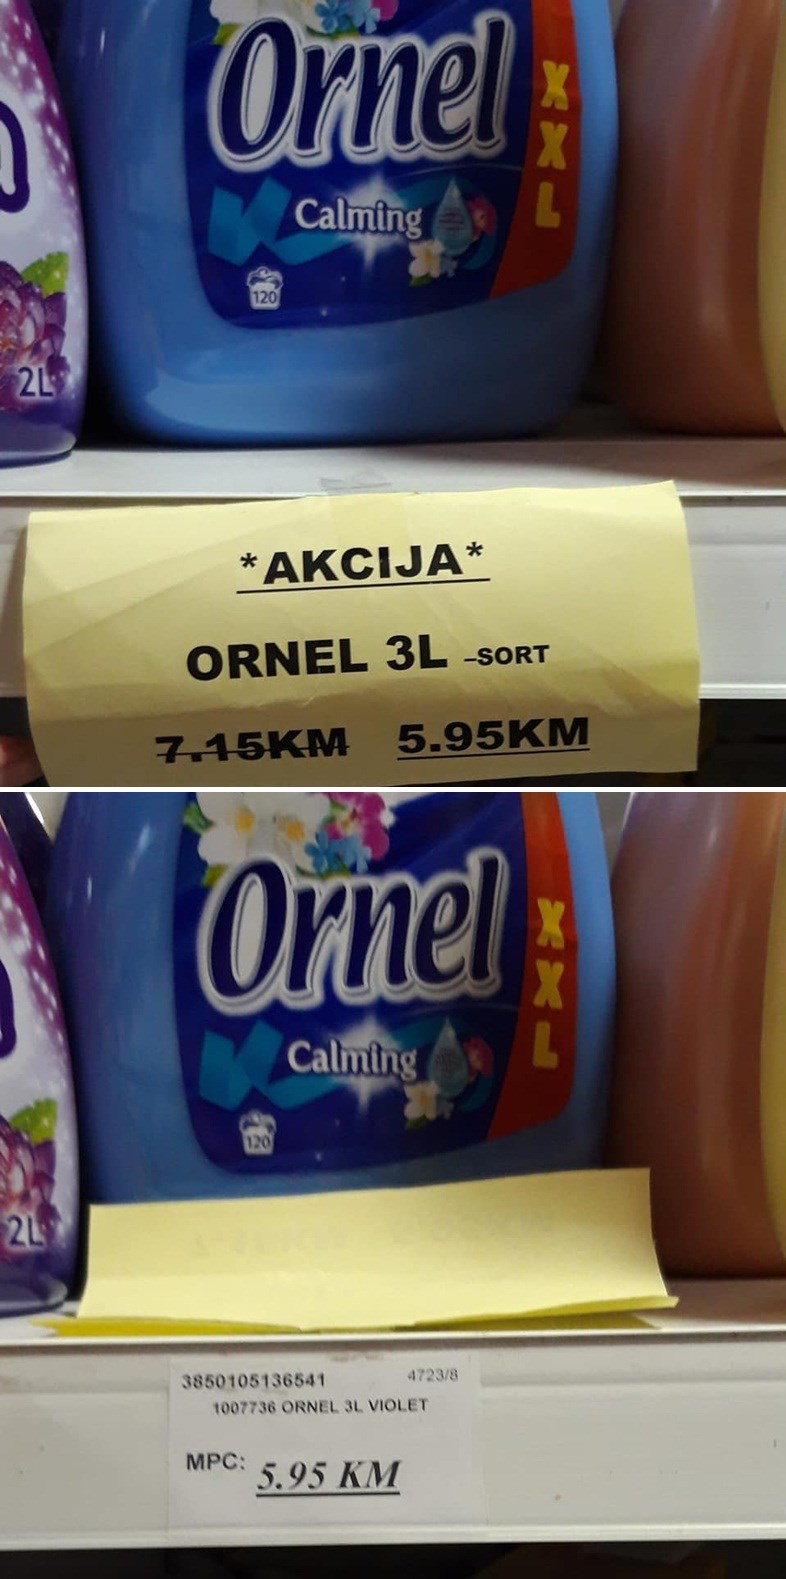 Ornel
XXL
Calming
120
2L
*AKCIJA*
ORNEL 3L -SORT
7.15KM 5.95KM
Ornel
XXL
Calming
120
2L
3850105136541 4723/8
1007736 ORNEL 3L VIOLET
MPC: 5.95 KM